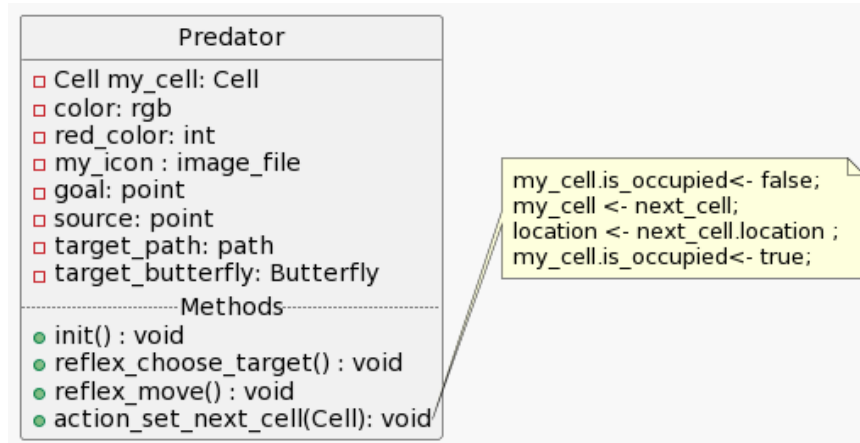 Predator
Cell my_cell: Cell
color: rgb
red_color: int
my_icon : image_file
goal: point
source: point
target_path: path
target_butterfly: Butterfly
Methods
init() : void
reflex_choose_target() : void
reflex_move() : void
action_set_next_cell(Cell): void
my_cell.is_occupied<- false;
my_cell <- next_cell;
location <- next_cell.location ;
my_cell.is_occupied<- true;